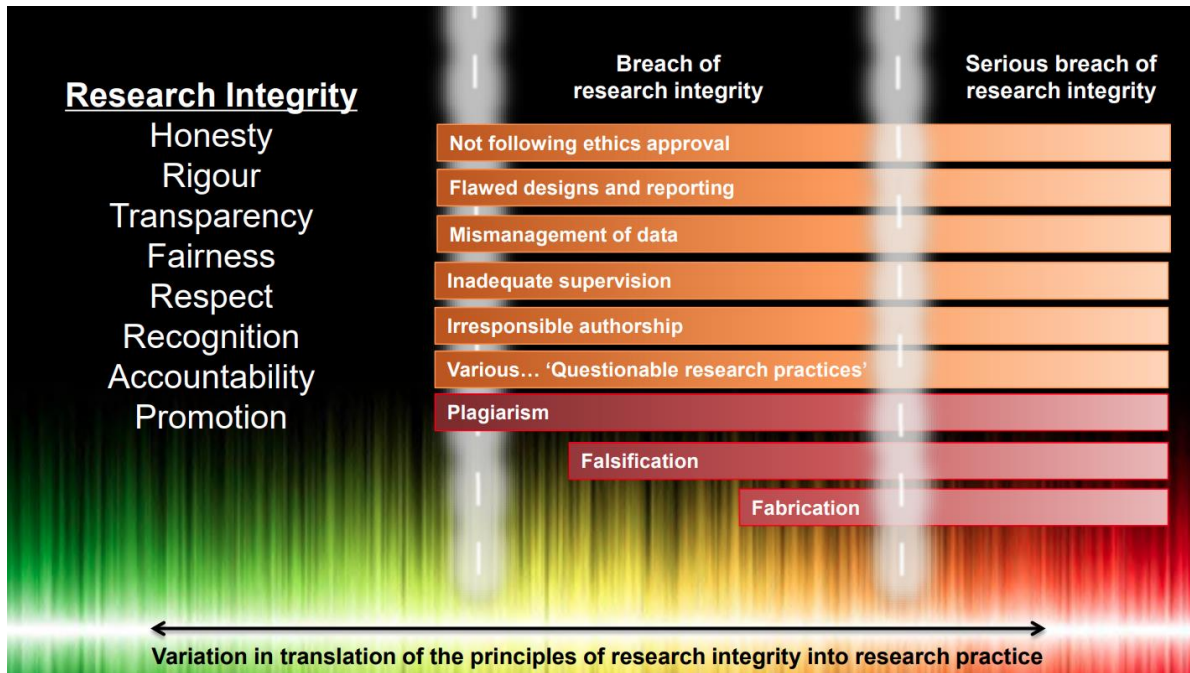 Research Integrity
Honesty
Rigour
Transparency
Fairness
Respect
Recognition
Accountability
Promotion
Breach of
research integrity
Serious breach of
research integrity
Not following ethics approval
Flawed designs and reporting
Mismanagement of data
Inadequate supervision
Irresponsible authorship
Various… ‘Questionable research practices’
Plagiarism
Falsification
Fabrication
Variation in translation of the principles of research integrity into research practice